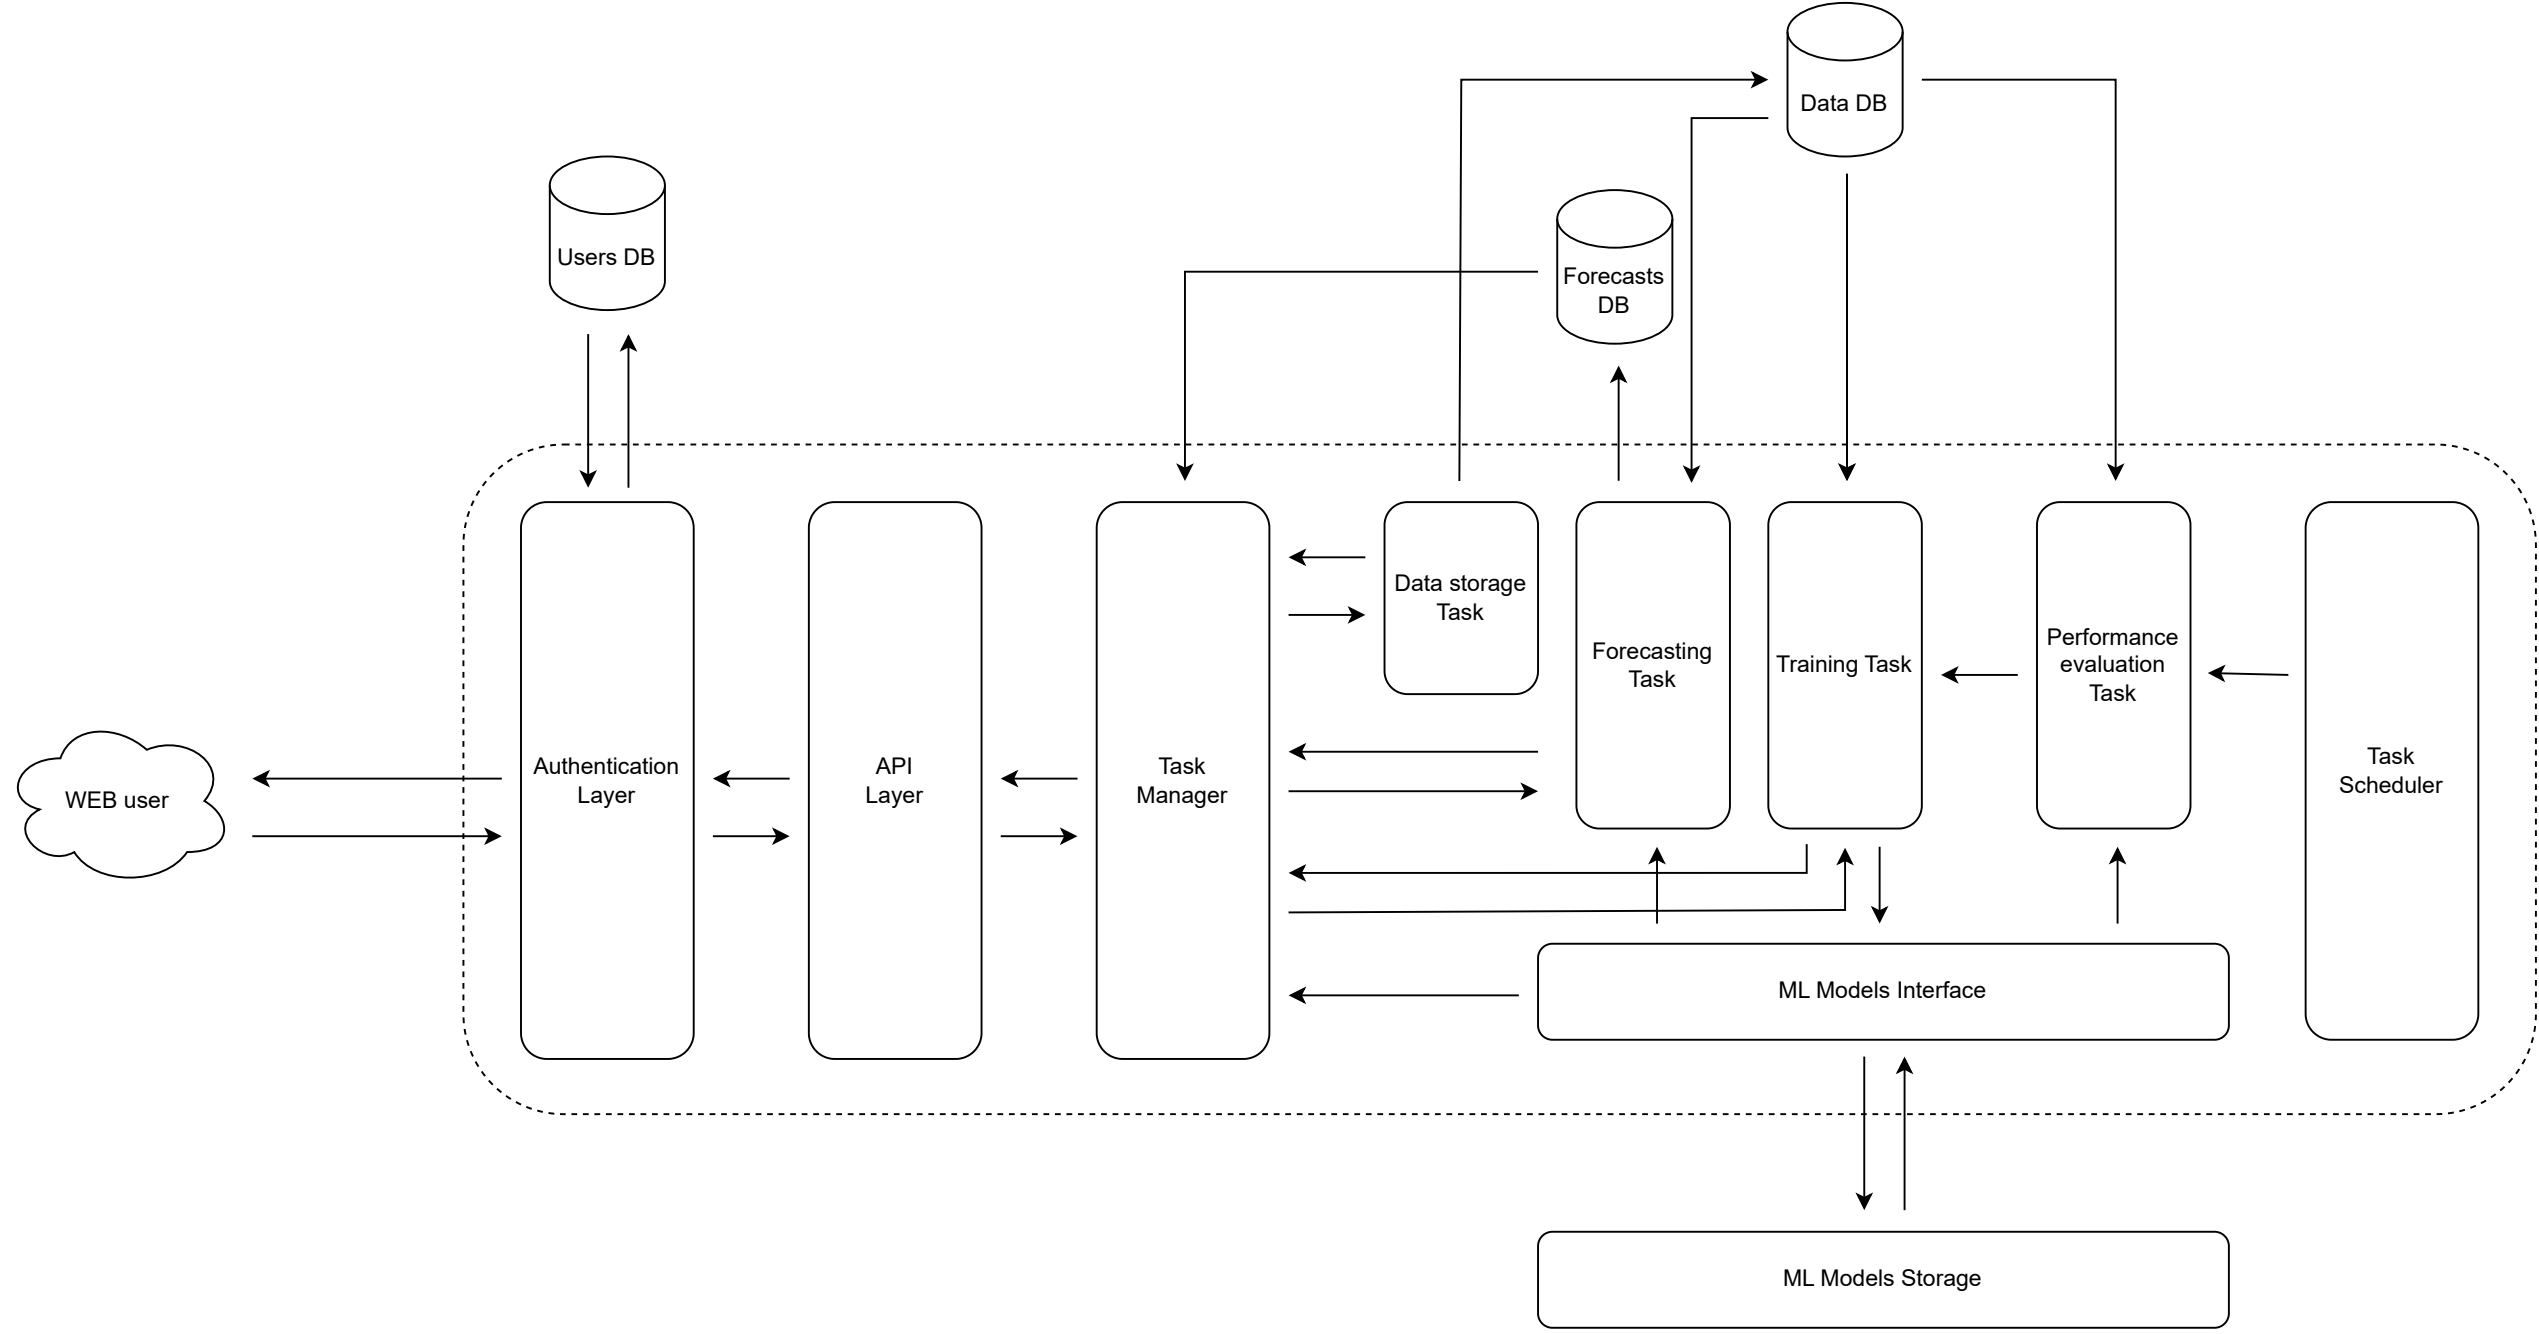 Data DB
Users DB
Forecasts
DB
Data storage
Task
Forecasting
Task
Training Task
Performance
evaluation
Task
WEB user
Authentication
Layer
API
Layer
Task
Manager
Task
Scheduler
ML Models Interface
ML Models Storage